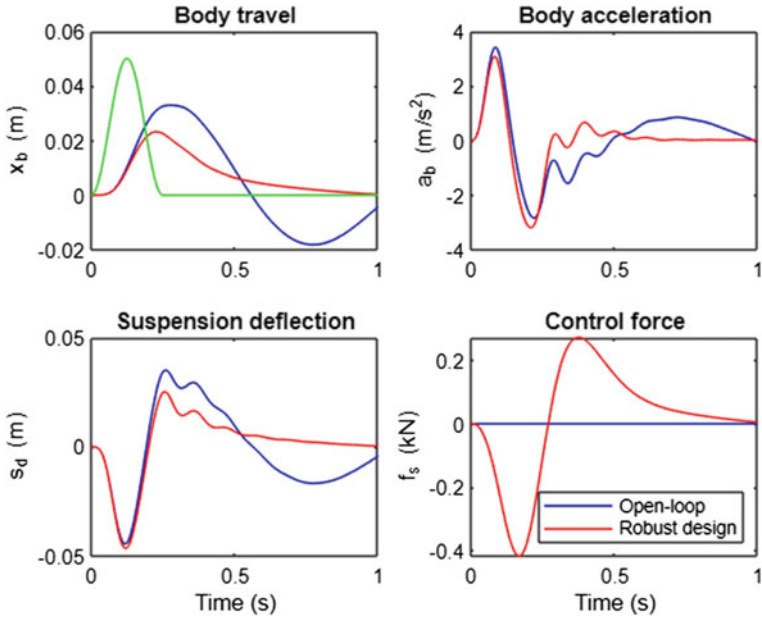 Body travel
0.06
0.04
0.02
0
-0.02
x_b (m)
0 0.5 1
Body acceleration
4
2
0
-2
-4
a_b (m/s²)
0 0.5 1
Suspension deflection
0.05
0
-0.05
s_d (m)
0 0.5 1
Time (s)
Control force
0.2
0
-0.2
-0.4
f_s (kN)
Open-loop
Robust design
0 0.5 1
Time (s)